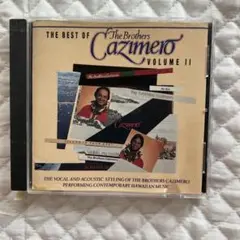 THE BEST OF The Brothers
Cazimero
VOLUME II
Cazimero
THE VOCAL AND ACOUSTIC STYLING OF THE BROTHERS CAZIMERO
PERFORMING CONTEMPORARY HAWAIIAN MUSIC